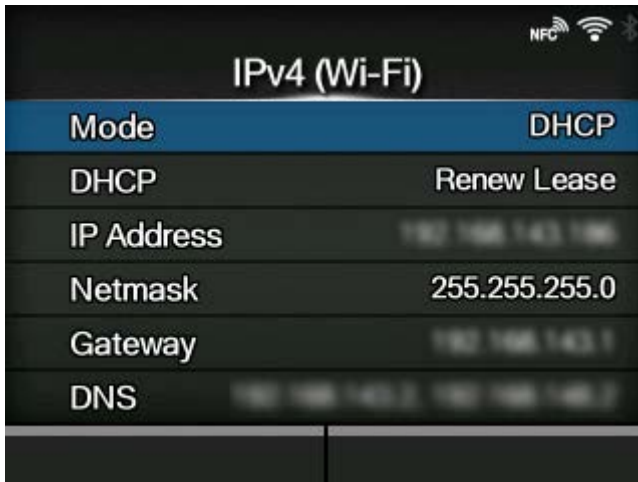 NFC
IPv4 (Wi-Fi)
Mode DHCP
DHCP Renew Lease
IP Address
Netmask 255.255.255.0
Gateway
DNS